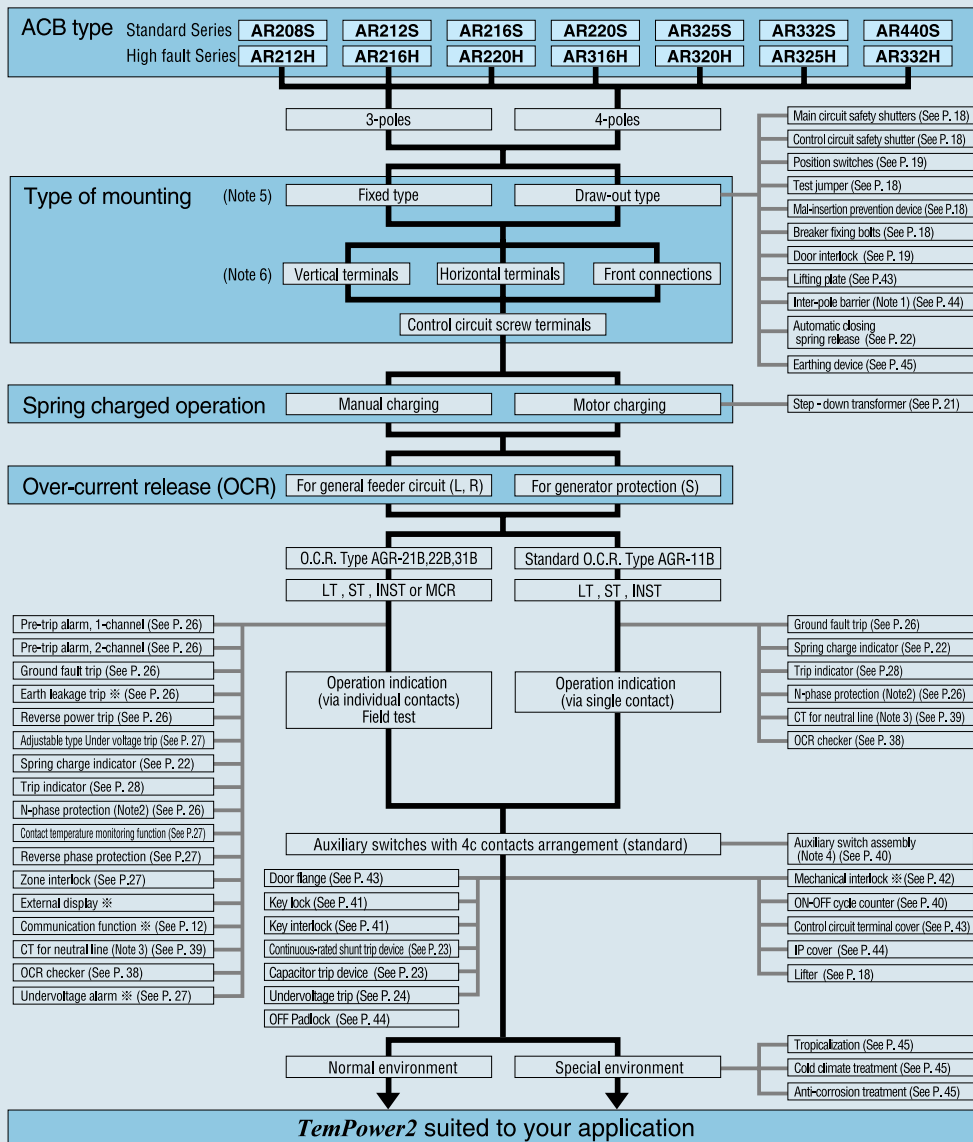 ACB type
Standard Series AR208S AR212S AR216S AR220S AR325S AR332S AR440S
High fault Series AR212H AR216H AR220H AR316H AR320H AR325H AR332H
3-poles 4-poles
Main circuit safety shutters (See P. 18)
Control circuit safety shutter (See P. 18)
Position switches (See P. 19)
Test jumper (See P. 18)
Mal-insertion prevention device (See P.18)
Breaker fixing bolts (See P. 18)
Door interlock (See P. 19)
Lifting plate (See P.43)
Inter-pole barrier (Note 1) (See P. 44)
Automatic closing
spring release (See P. 22)
Earthing device (See P. 45)
Type of mounting (Note 5) Fixed type Draw-out type
(Note 6) Vertical terminals Horizontal terminals Front connections
Control circuit screw terminals
Spring charged operation Manual charging Motor charging Step - down transformer (See P. 21)
Over-current release (OCR) For general feeder circuit (L, R) For generator protection (S)
O.C.R. Type AGR-21B,22B,31B Standard O.C.R. Type AGR-11B
LT , ST , INST or MCR LT , ST , INST
Pre-trip alarm, 1-channel (See P. 26)
Pre-trip alarm, 2-channel (See P. 26)
Ground fault trip (See P. 26)
Earth leakage trip ※ (See P. 26)
Reverse power trip (See P. 26)
Adjustable type Under voltage trip (See P. 27)
Spring charge indicator (See P. 22)
Trip indicator (See P. 28)
N-phase protection (Note2) (See P. 26)
Contact temperature monitoring function (See P.27)
Reverse phase protection (See P.27)
Zone interlock (See P.27)
External display ※
Communication function ※ (See P. 12)
CT for neutral line (Note 3) (See P. 39)
OCR checker (See P. 38)
Undervoltage alarm ※ (See P. 27)
Operation indication
(via individual contacts)
Field test
Operation indication
(via single contact)
Ground fault trip (See P. 26)
Spring charge indicator (See P. 22)
Trip indicator (See P.28)
N-phase protection (Note2) (See P.26)
CT for neutral line (Note 3) (See P. 39)
OCR checker (See P. 38)
Auxiliary switches with 4c contacts arrangement (standard)
Auxiliary switch assembly
(Note 4) (See P. 40)
Door flange (See P. 43)
Key lock (See P. 41)
Key interlock (See P. 41)
Continuous-rated shunt trip device (See P. 23)
Capacitor trip device (See P. 23)
Undervoltage trip (See P. 24)
OFF Padlock (See P. 44)
Mechanical interlock ※(See P. 42)
ON-OFF cycle counter (See P. 40)
Control circuit terminal cover (See P. 43)
IP cover (See P. 44)
Lifter (See P. 18)
Normal environment Special environment
Tropicalization (See P. 45)
Cold climate treatment (See P. 45)
Anti-corrosion treatment (See P. 45)
TemPower2 suited to your application